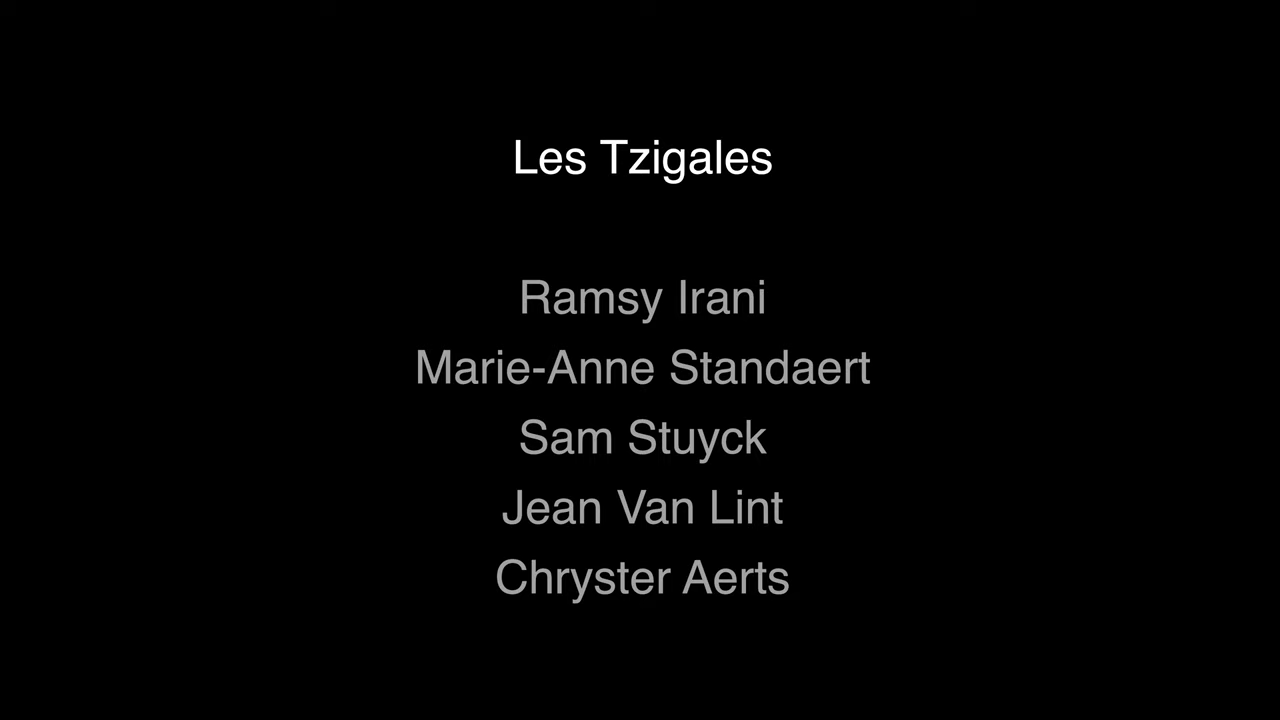 Les Tzigales
Ramsy Irani
Marie-Anne Standaert
Sam Stuyck
Jean Van Lint
Chryster Aerts